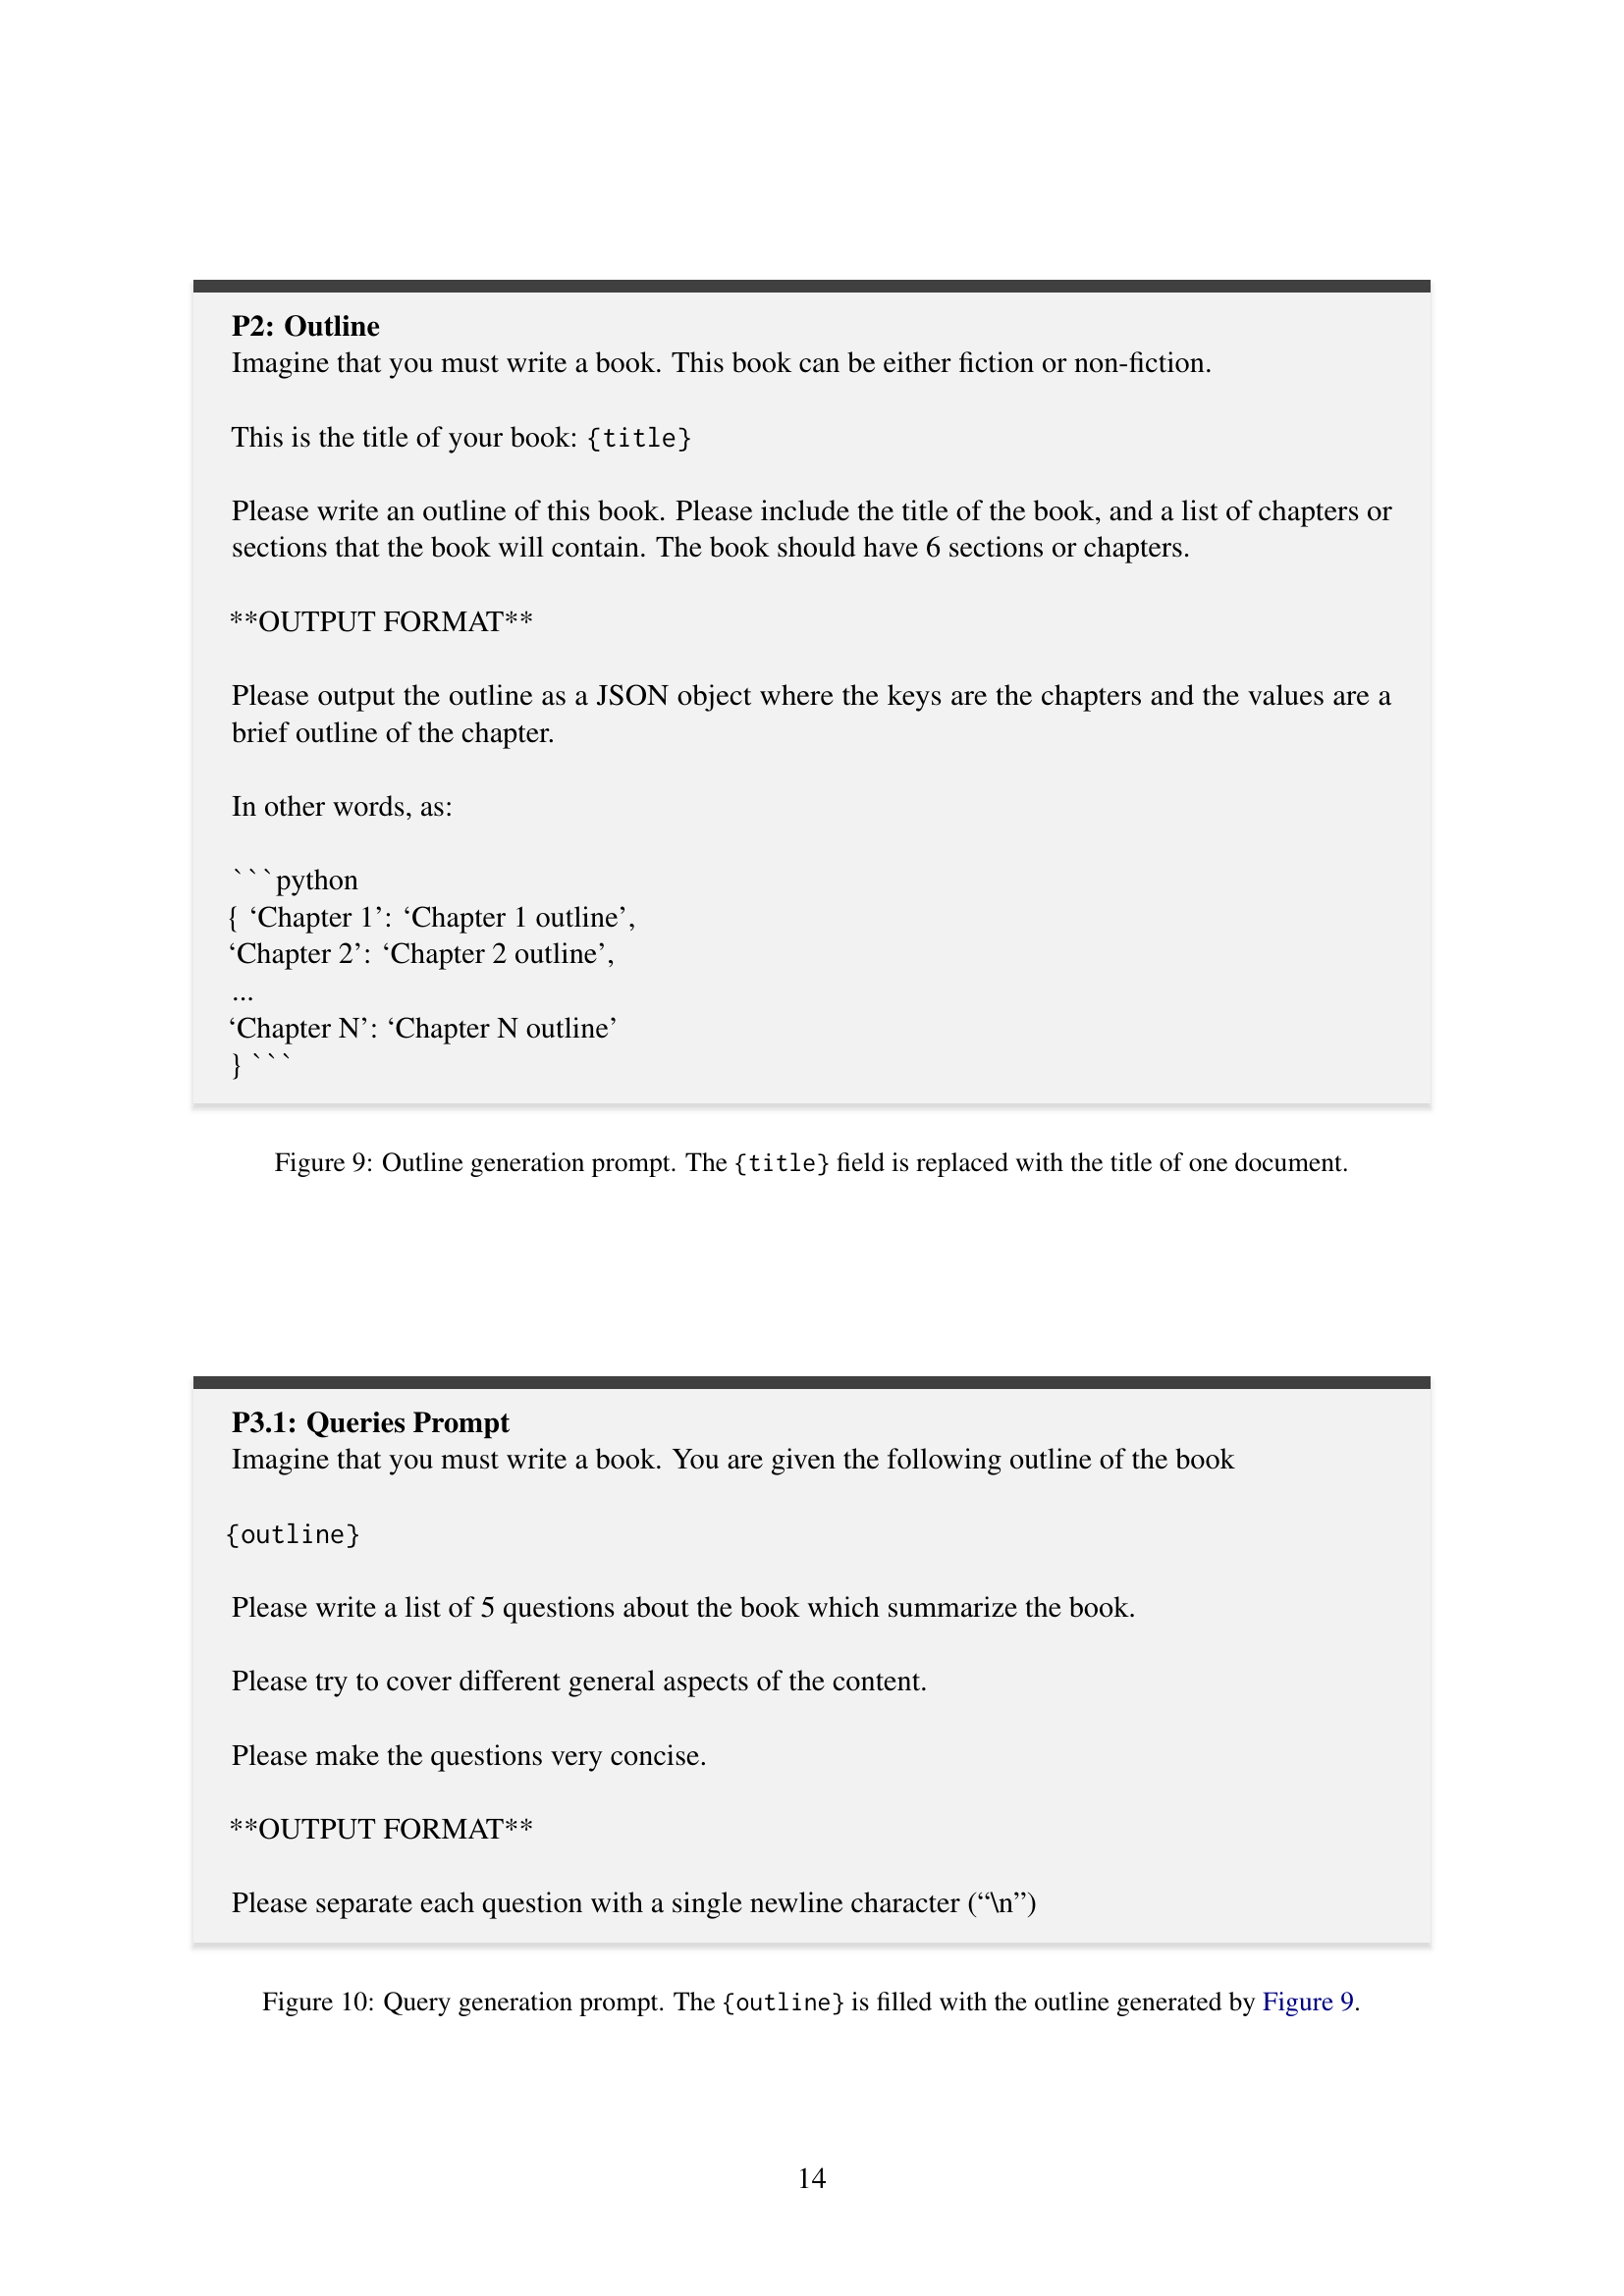 P2: Outline
Imagine that you must write a book. This book can be either fiction or non-fiction.
This is the title of your book: {title}
Please write an outline of this book. Please include the title of the book, and a list of chapters or
sections that the book will contain. The book should have 6 sections or chapters.
**OUTPUT FORMAT**
Please output the outline as a JSON object where the keys are the chapters and the values are a
brief outline of the chapter.
In other words, as:
```python
{ ‘Chapter 1’: ‘Chapter 1 outline’,
‘Chapter 2’: ‘Chapter 2 outline’,
...
‘Chapter N’: ‘Chapter N outline’
} ```
Figure 9: Outline generation prompt. The {title} field is replaced with the title of one document.
P3.1: Queries Prompt
Imagine that you must write a book. You are given the following outline of the book
{outline}
Please write a list of 5 questions about the book which summarize the book.
Please try to cover different general aspects of the content.
Please make the questions very concise.
**OUTPUT FORMAT**
Please separate each question with a single newline character (“\n”)
Figure 10: Query generation prompt. The {outline} is filled with the outline generated by Figure 9.
14